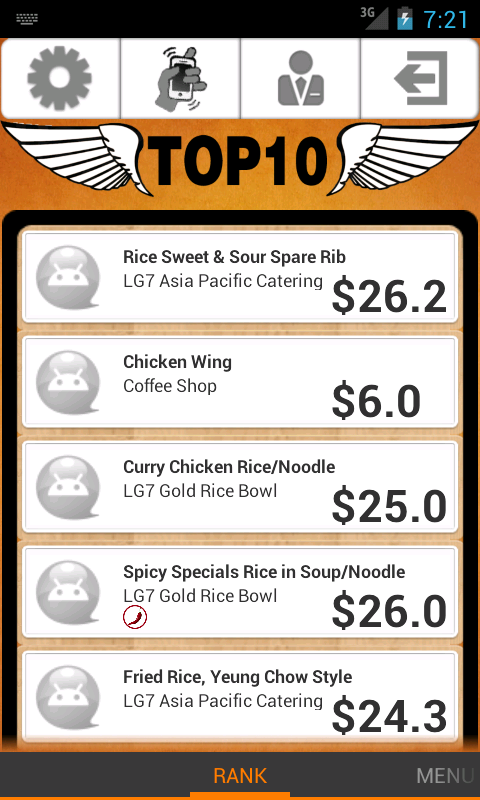 3G 7:21
TOP10
Rice Sweet & Sour Spare Rib
LG7 Asia Pacific Catering
$26.2
Chicken Wing
Coffee Shop
$6.0
Curry Chicken Rice/Noodle
LG7 Gold Rice Bowl
$25.0
Spicy Specials Rice in Soup/Noodle
LG7 Gold Rice Bowl
$26.0
Fried Rice, Yeung Chow Style
LG7 Asia Pacific Catering
$24.3
RANK MENU